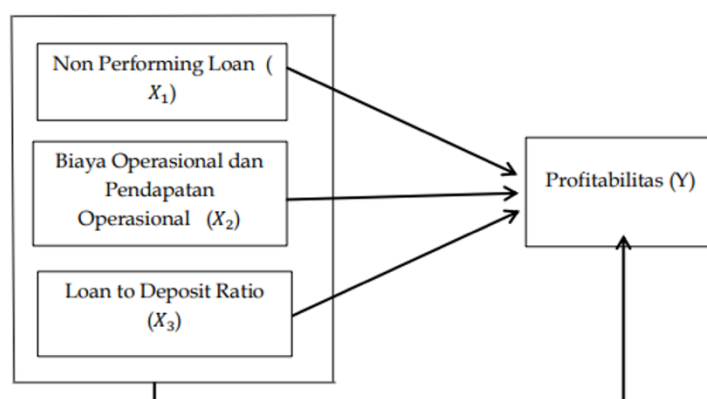 Non Performing Loan (
X₁)
Biaya Operasional dan
Pendapatan
Operasional (X₂)
Loan to Deposit Ratio
(X₃)
Profitabilitas (Y)